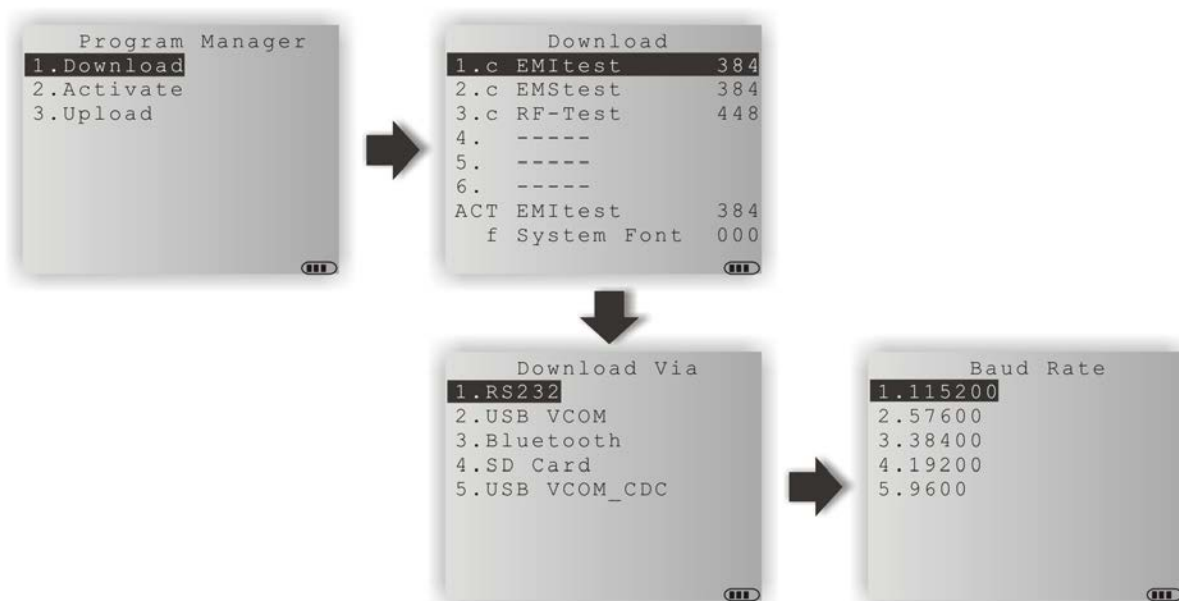 Program Manager
1.Download
2.Activate
3.Upload
Download
1.c EMItest 384
2.c EMStest 384
3.c RF-Test 448
4. -----
5. -----
6. -----
ACT EMItest 384
f System Font 000
Download Via
1.RS232
2.USB VCOM
3.Bluetooth
4.SD Card
5.USB VCOM_CDC
Baud Rate
1.115200
2.57600
3.38400
4.19200
5.9600